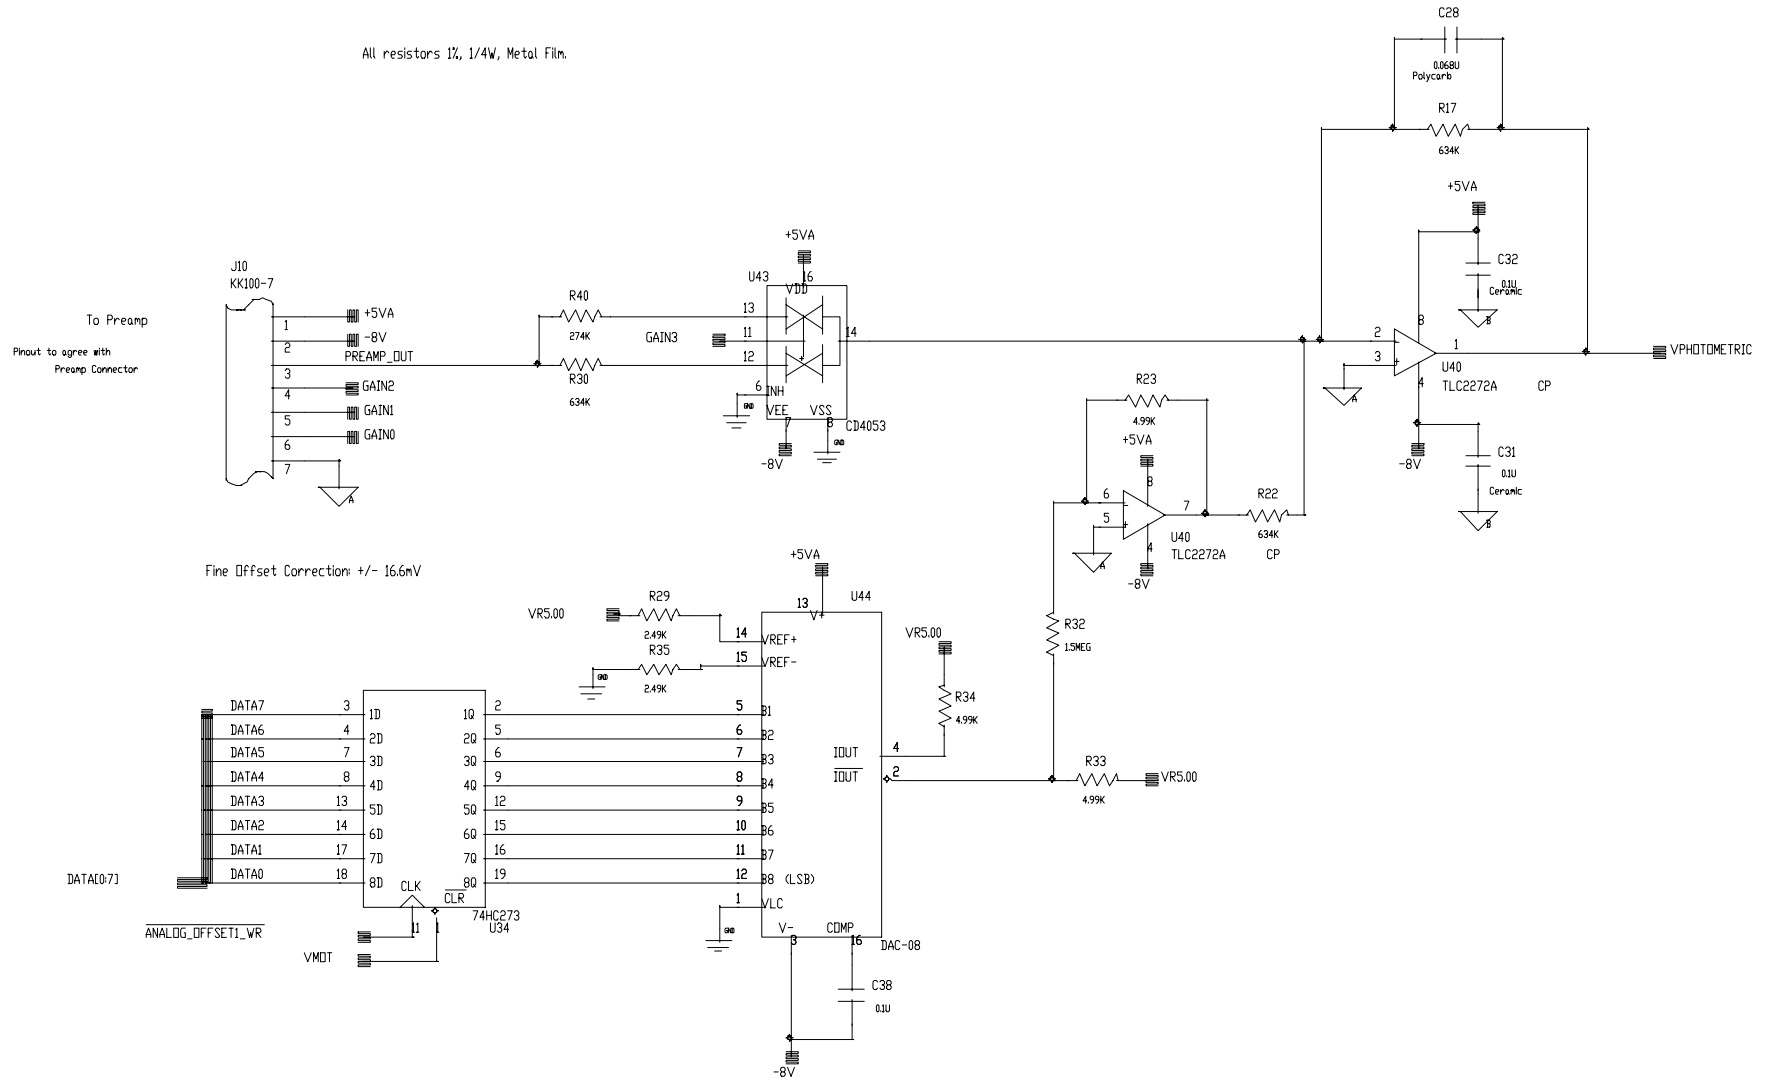 C28
0.068U
Polycarb
All resistors 1%, 1/4W, Metal Film.
R17
634K
+5VA
+5VA
C32
0.1U
Ceramic
B
J10
KK100-7
U43
16
VDD
R40
274K
13
To Preamp
1
+5VA
GAIN3
11
14
8
Pinout to agree with
Preamp Connector
2
-8V
PREAMP_OUT
3
R30
634K
12
2
3
1
VPHOTOMETRIC
A
U40
TLC2272A
CP
4
4
GAIN2
6
INH
GND
VEE
VSS
7
8
GND
CD4053
-8V
R23
4.99K
5
GAIN1
6
GAIN0
7
A
+5VA
-8V
C31
0.1U
Ceramic
B
6
5
8
7
4
A
U40
TLC2272A
CP
-8V
R22
634K
Fine Offset Correction: +/- 16.6mV
+5VA
U44
13
V+
VR5.00
R29
2.49K
14
VREF+
R35
2.49K
GND
15
VREF-
VR5.00
R34
4.99K
R32
1.5MEG
DATA7
3
1D
1Q
2
5
B1
DATA6
4
2D
2Q
5
6
B2
DATA5
7
3D
3Q
6
7
B3
IOUT
4
DATA4
8
4D
4Q
9
8
B4
IOUT
2
R33
4.99K
VR5.00
DATA3
13
5D
5Q
12
9
B5
DATA2
14
6D
6Q
15
10
B6
DATA1
17
7D
7Q
16
11
B7
DATA[0:7]
DATA0
18
8D
8Q
19
12
B8 (LSB)
CLK
CLR
11
1
74HC273
U34
1
VLC
GND
V-
3
COMP
16
DAC-08
ANALOG_OFFSET1_WR
VMOT
C38
0.1U
-8V